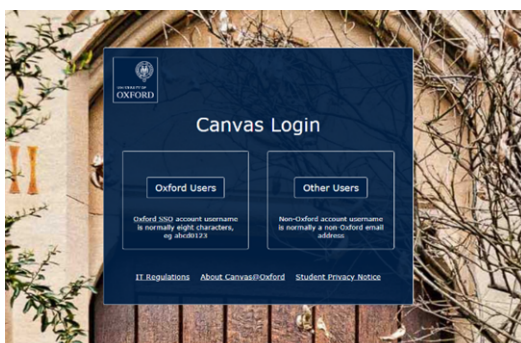 UNIVERSITY OF
OXFORD
Canvas Login
Oxford Users
Oxford SSO account username
is normally eight characters,
eg abcd0123
Other Users
Non-Oxford account username
is normally a non-Oxford email
address
IT Regulations About Canvas@Oxford Student Privacy Notice